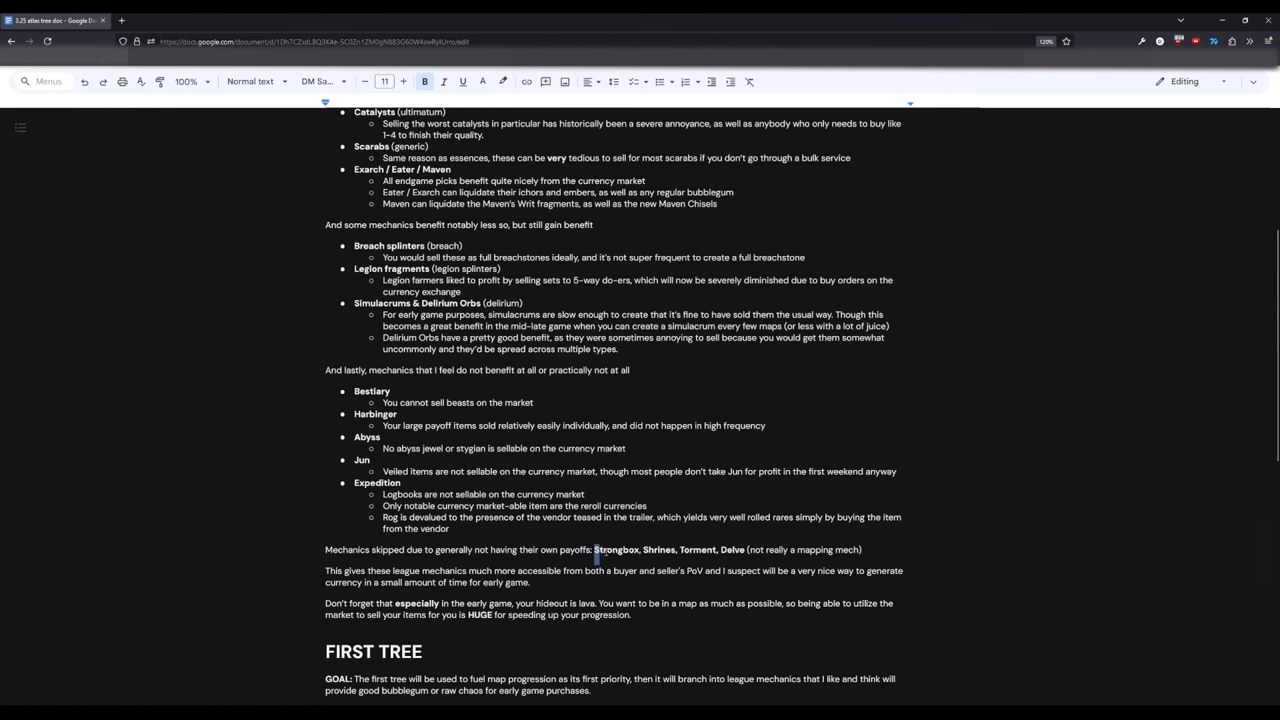 3.25 atlas tree doc - Google Do
https://docs.google.com/document/d/
120%
Menus
100%
Normal text
DM Sa...
11
B
I
U
A
Editing
Catalysts (ultimatum)
Selling the worst catalysts in particular has historically been a severe annoyance, as well as anybody who only needs to buy like
1-4 to finish their quality.
Scarabs (generic)
Same reason as essences, these can be very tedious to sell for most scarabs if you don't go through a bulk service
Exarch / Eater / Maven
All endgame picks benefit quite nicely from the currency market
Eater / Exarch can liquidate their ichors and embers, as well as any regular bubblegum
Maven can liquidate the Maven's Writ fragments, as well as the new Maven Chisels
And some mechanics benefit notably less so, but still gain benefit
Breach splinters (breach)
You would sell these as full breachstones ideally, and it's not super frequent to create a full breachstone
Legion fragments (legion splinters)
Legion farmers liked to profit by selling sets to 5-way do-ers, which will now be severely diminished due to buy orders on the
currency exchange
Simulacrums & Delirium Orbs (delirium)
For early game purposes, simulacrums are slow enough to create that it's fine to have sold them the usual way. Though this
becomes a great benefit in the mid-late game when you can create a simulacrum every few maps (or less with a lot of juice)
Delirium Orbs have a pretty good benefit, as they were sometimes annoying to sell because you would get them somewhat
uncommonly and they'd be spread across multiple types.
And lastly, mechanics that I feel do not benefit at all or practically not at all
Bestiary
You cannot sell beasts on the market
Harbinger
Your large payoff items sold relatively easily individually, and did not happen in high frequency
Abyss
No abyss jewel or stygian is sellable on the currency market
Jun
Veiled items are not sellable on the currency market, though most people don't take Jun for profit in the first weekend anyway
Expedition
Logbooks are not sellable on the currency market
Only notable currency market-able item are the reroll currencies
Rog is devalued to the presence of the vendor teased in the trailer, which yields very well rolled rares simply by buying the item
from the vendor
Mechanics skipped due to generally not having their own payoffs: Strongbox, Shrines, Torment, Delve (not really a mapping mech)
This gives these league mechanics much more accessible from both a buyer and seller's PoV and I suspect will be a very nice way to generate
currency in a small amount of time for early game.
Don't forget that especially in the early game, your hideout is lava. You want to be in a map as much as possible, so being able to utilize the
market to sell your items for you is HUGE for speeding up your progression.
FIRST TREE
GOAL: The first tree will be used to fuel map progression as its first priority, then it will branch into league mechanics that I like and think will
provide good bubblegum or raw chaos for early game purchases.